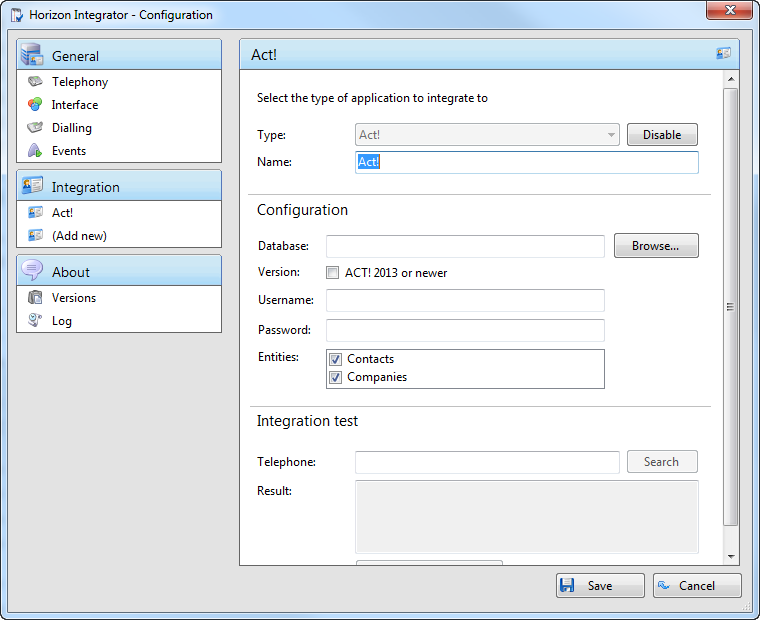 Horizon Integrator - Configuration
General
Telephony
Interface
Dialling
Events
Integration
Act!
(Add new)
About
Versions
Log
Act!
Select the type of application to integrate to
Type: Act! Disable
Name: Act!
Configuration
Database: Browse...
Version: ACT! 2013 or newer
Username:
Password:
Entities: Contacts
Companies
Integration test
Telephone: Search
Result:
Save Cancel